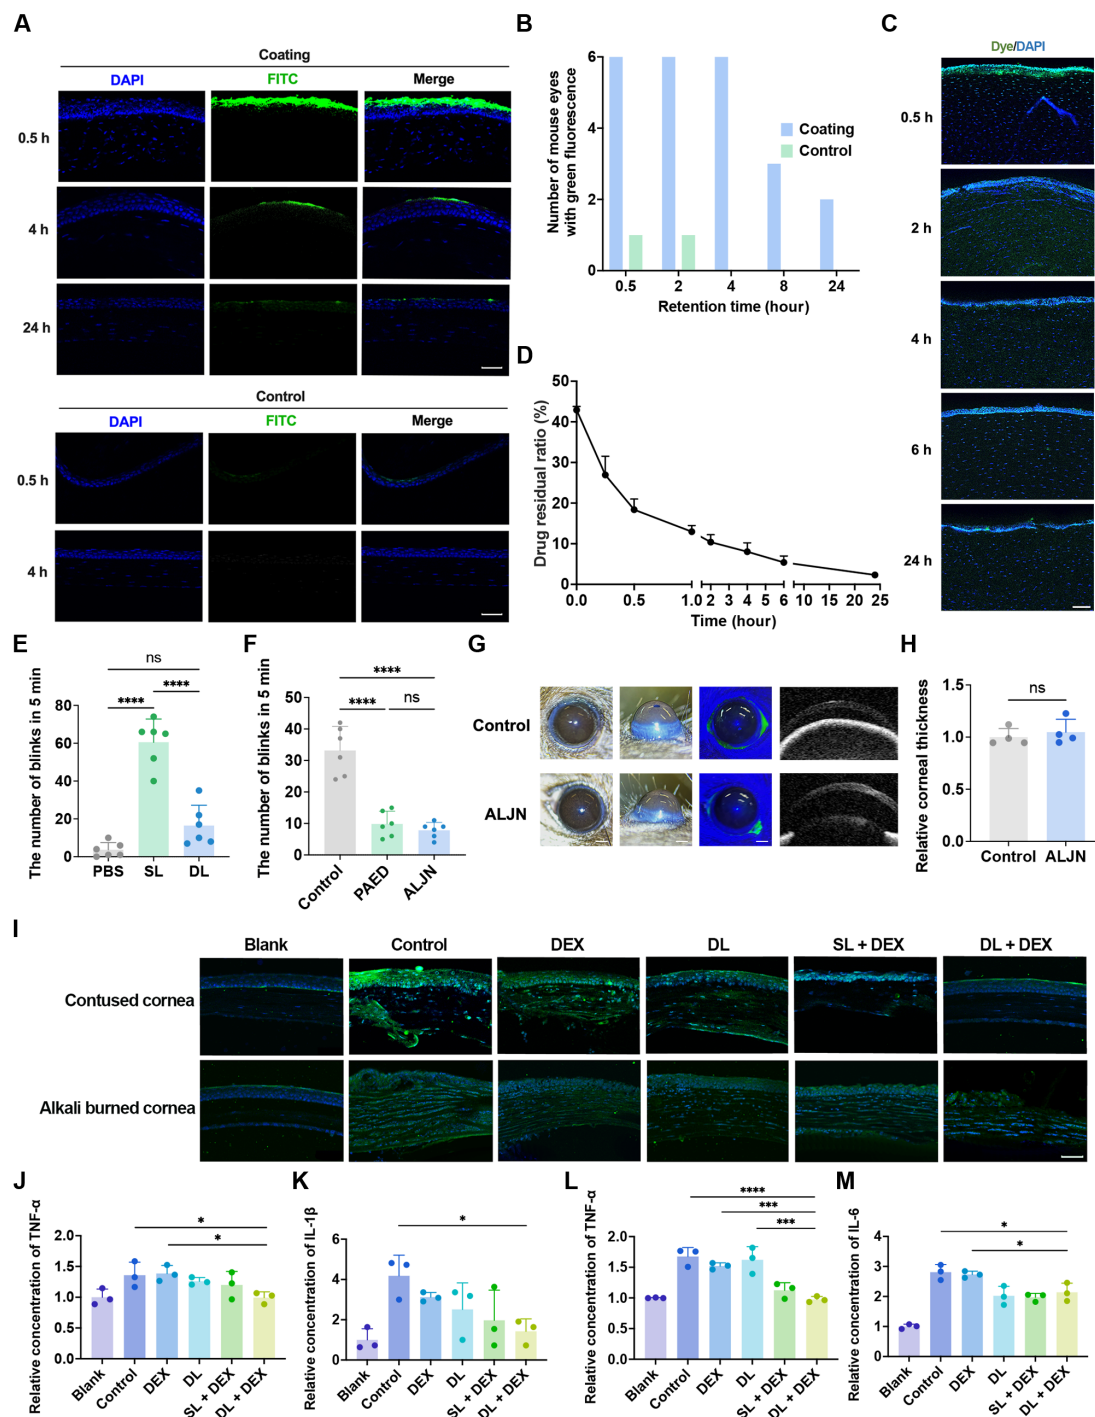 A
Coating
DAPI FITC Merge
0.5 h
4 h
24 h
Control
DAPI FITC Merge
0.5 h
4 h
B
Number of mouse eyes
with green fluorescence
6
4
2
0
Coating
Control
0.5 2 4 8 24
Retention time (hour)
C
Dye/DAPI
0.5 h
2 h
4 h
6 h
24 h
D
Drug residual ratio (%)
50
40
30
20
10
0
0.0 0.5 1.0 2 3 4 5 6 10 15 20 25
Time (hour)
E
The number of blinks in 5 min
ns
**** ****
80
60
40
20
0
PBS SL DL
F
The number of blinks in 5 min
****
**** ns
50
40
30
20
10
0
Control PAED ALJN
G
Control
ALJN
H
Relative corneal thickness
ns
1.5
1.0
0.5
0.0
Control ALJN
I
Blank Control DEX DL SL + DEX DL + DEX
Contused cornea
Alkali burned cornea
J
Relative concentration of TNF-α
*
*
2.0
1.5
1.0
0.5
0.0
Blank Control DEX DL SL + DEX DL + DEX
K
Relative concentration of IL-1β
*
6
4
2
0
Blank Control DEX DL SL + DEX DL + DEX
L
Relative concentration of TNF-α
****
***
***
2.0
1.5
1.0
0.5
0.0
Blank Control DEX DL SL + DEX DL + DEX
M
Relative concentration of IL-6
*
*
4
3
2
1
0
Blank Control DEX DL SL + DEX DL + DEX